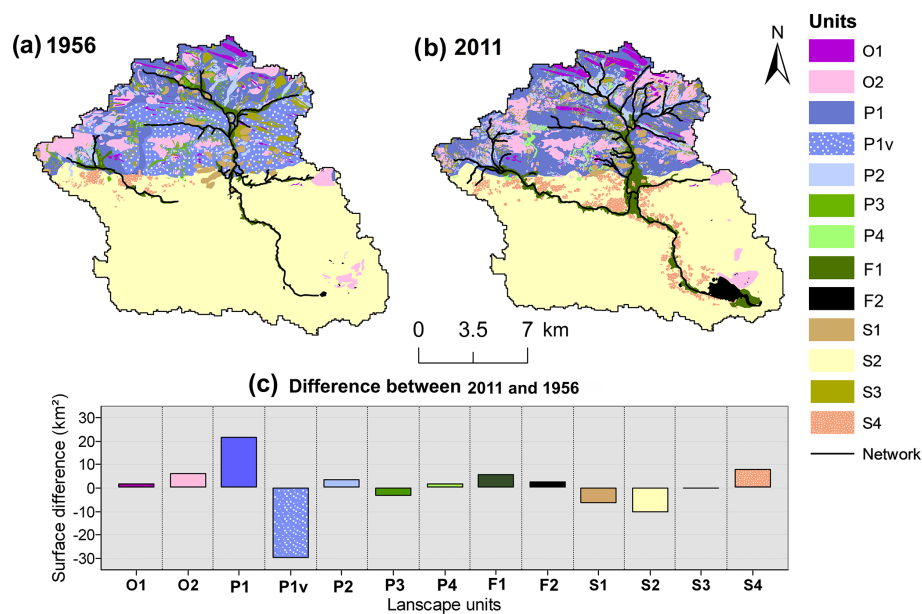 (a) 1956
(b) 2011
N
Units
O1
O2
P1
P1v
P2
P3
P4
F1
F2
S1
S2
S3
S4
Network
0 3.5 7 km
(c) Difference between 2011 and 1956
Surface difference (km²)
30
20
10
0
-10
-20
-30
O1 O2 P1 P1v P2 P3 P4 F1 F2 S1 S2 S3 S4
Lanscape units